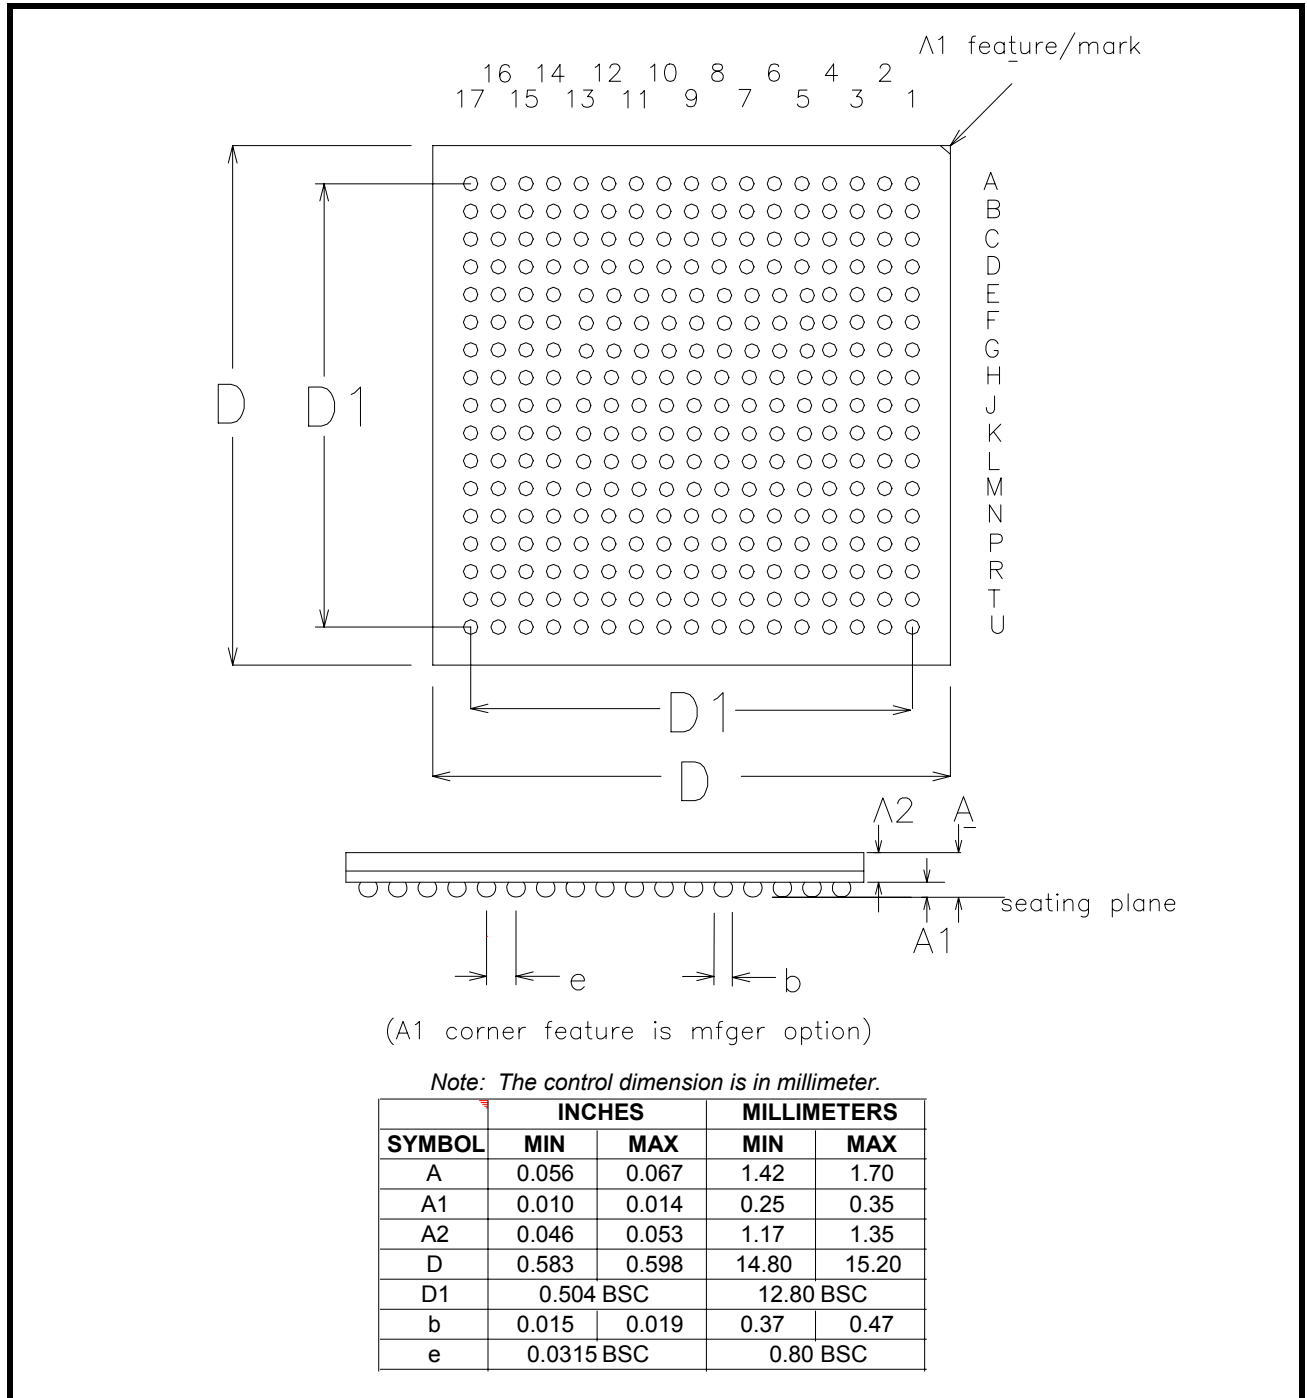 Λ1 feature/mark
16 14 12 10 8 6 4 2
17 15 13 11 9 7 5 3 1
A
B
C
D
E
F
G
H
J
K
L
M
N
P
R
T
U
D
D1
D1
D
Λ2
A
seating plane
A1
e
b
(A1 corner feature is mfger option)
Note: The control dimension is in millimeter.
INCHES MILLIMETERS
SYMBOL MIN MAX MIN MAX
A 0.056 0.067 1.42 1.70
A1 0.010 0.014 0.25 0.35
A2 0.046 0.053 1.17 1.35
D 0.583 0.598 14.80 15.20
D1 0.504 BSC 12.80 BSC
b 0.015 0.019 0.37 0.47
e 0.0315 BSC 0.80 BSC